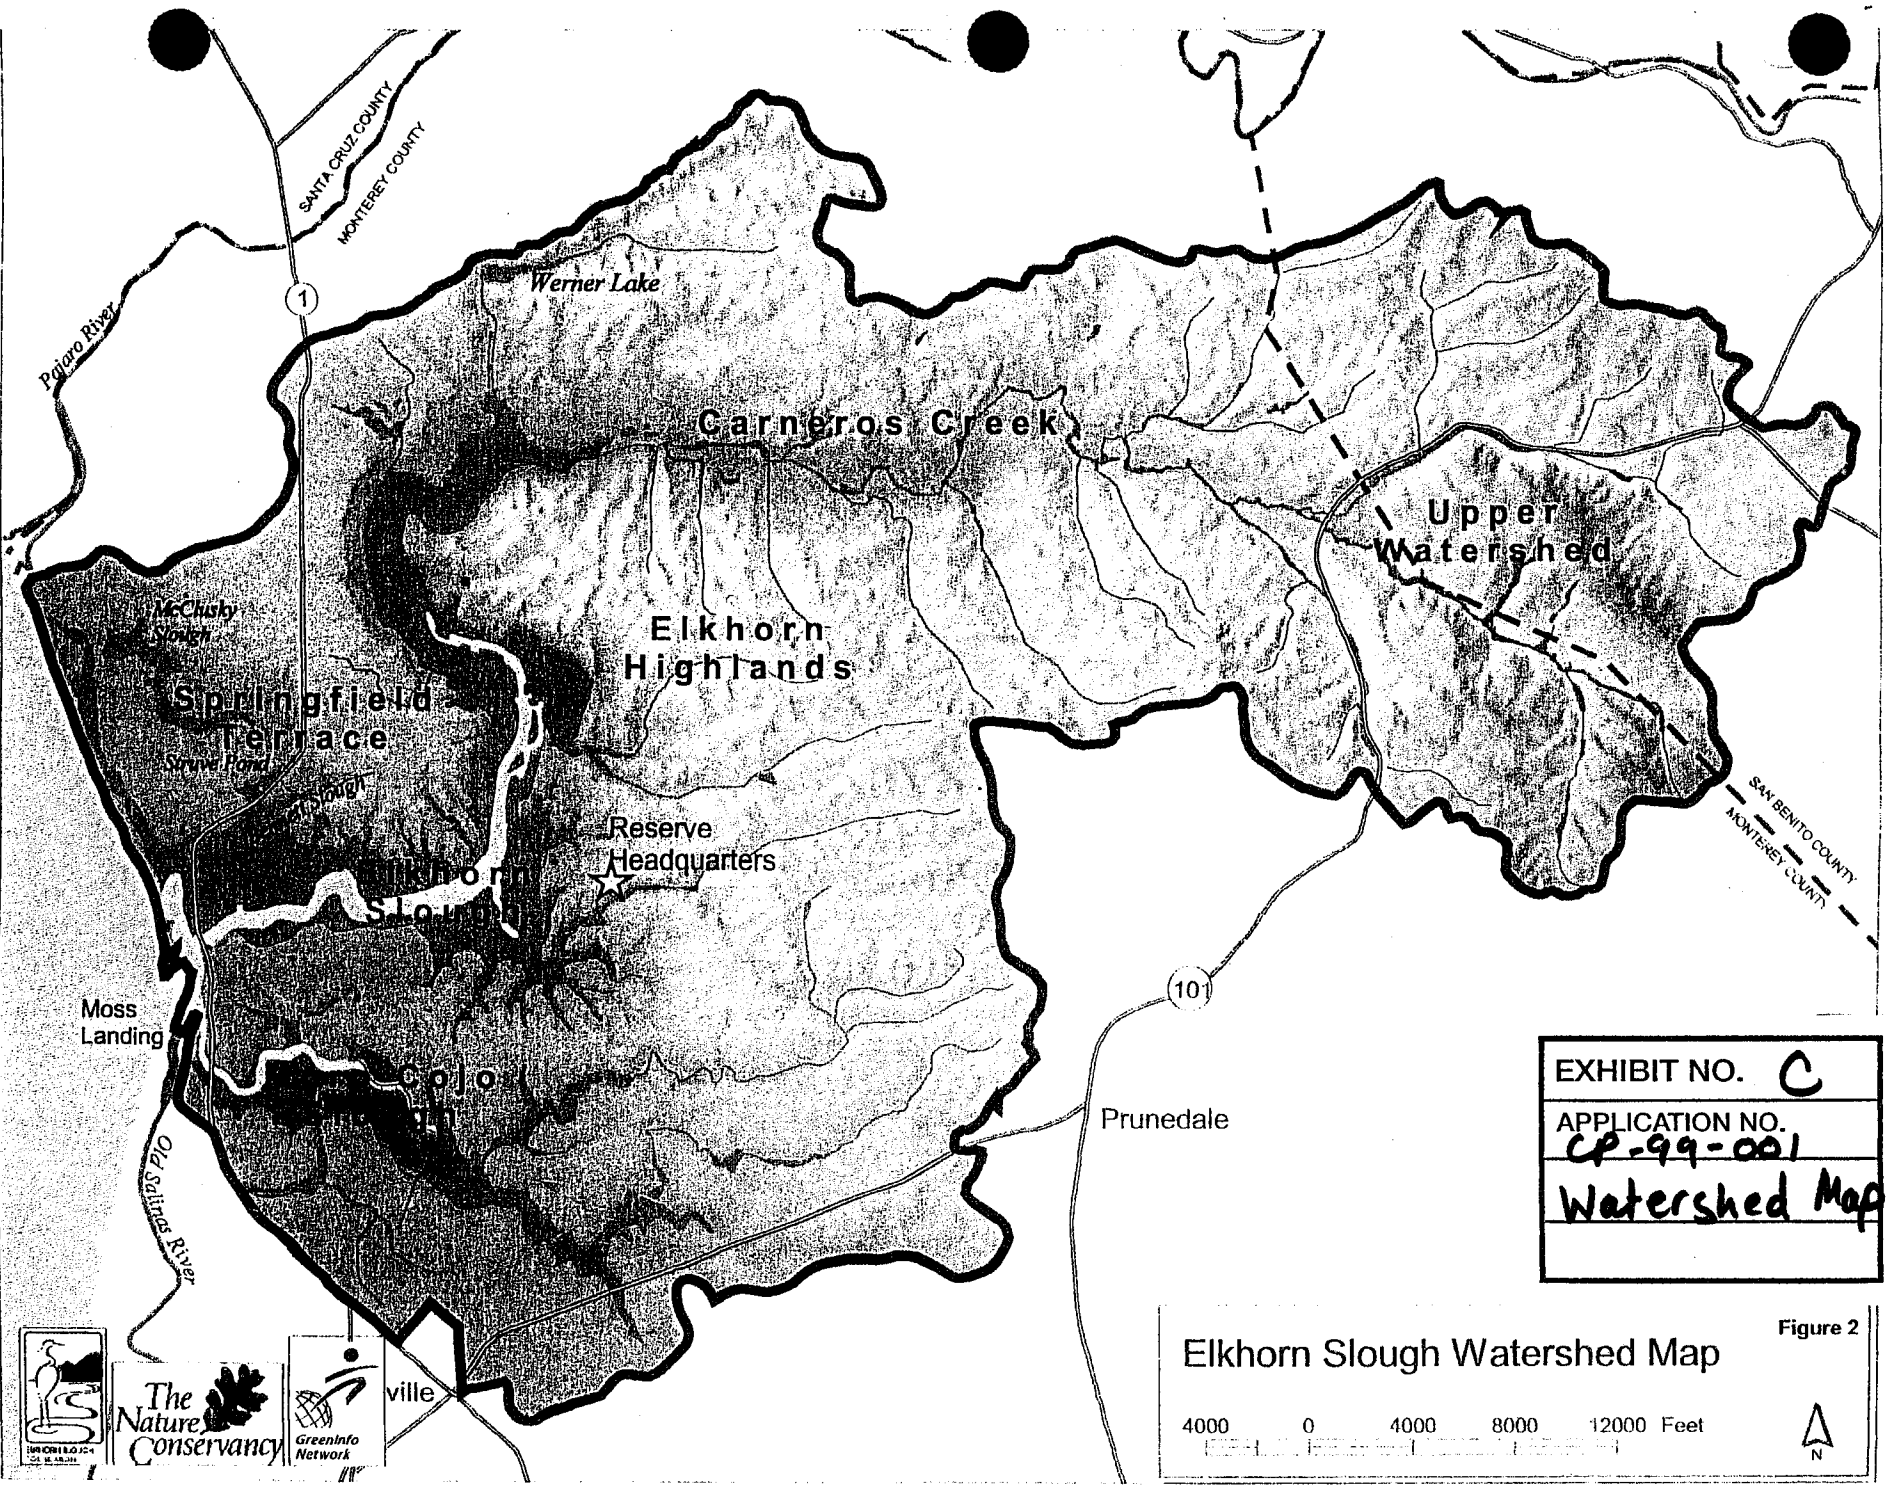 SANTA CRUZ COUNTY
MONTEREY COUNTY
1
Pajaro River
Werner Lake
Carneros Creek
Upper
Watershed
McClusky
Slough
Elkhorn
Highlands
Springfield
Terrace
Struve Pond
Slough
Reserve
Headquarters
Elkhorn
Slough
SAN BENITO COUNTY
MONTEREY COUNTY
101
Moss
Landing
Cojo
Prunedale
Old Salinas River
EXHIBIT NO. C
APPLICATION NO.
CP-99-001
Watershed Map
Figure 2
Elkhorn Slough Watershed Map
4000 0 4000 8000 12000 Feet
N
The
Nature
Conservancy
GreenInfo
Network
ville